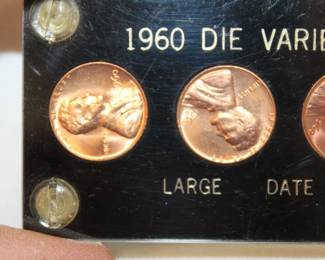 1960 DIE VARIE
LARGE DATE